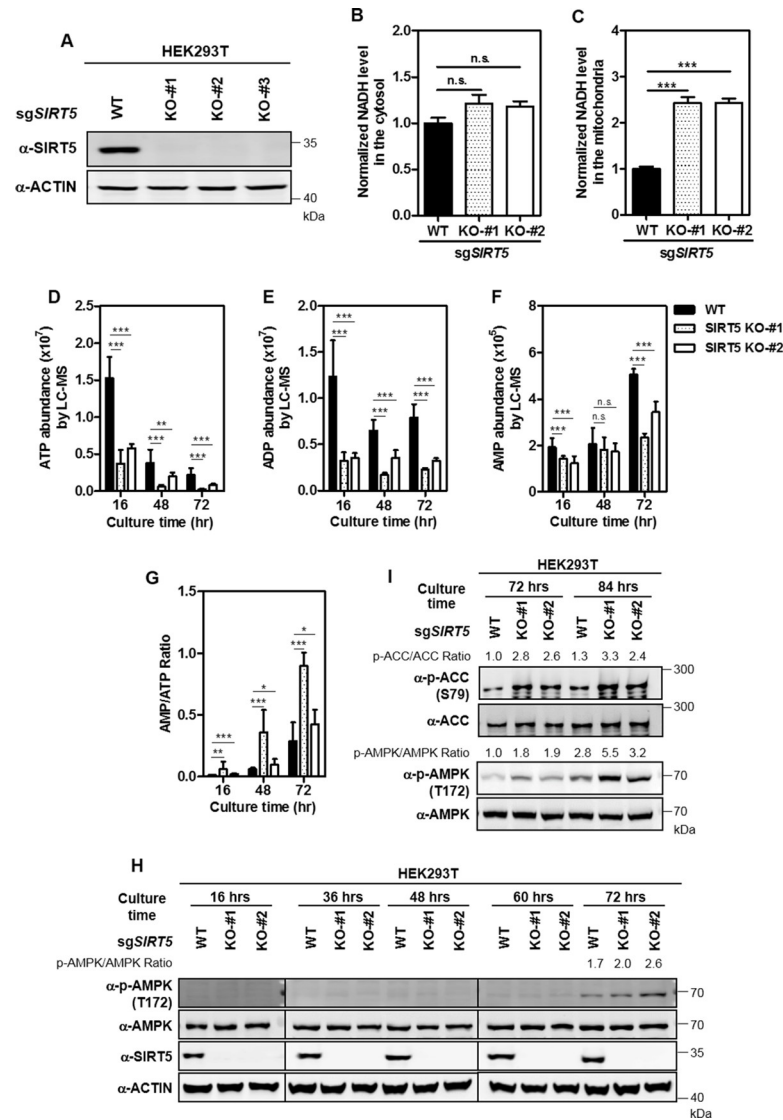 A
HEK293T
sgSIRT5
WT
KO-#1
KO-#2
KO-#3
α-SIRT5
35
α-ACTIN
40
kDa
B
Normalized NADH level
in the cytosol
2.0
1.5
1.0
0.5
0.0
n.s.
n.s.
WT KO-#1 KO-#2
sgSIRT5
C
Normalized NADH level
in the mitochondria
4
3
2
1
0
***
***
WT KO-#1 KO-#2
sgSIRT5
D
ATP abundance (x10⁷)
by LC-MS
2.5
2.0
1.5
1.0
0.5
0.0
***
***
**
***
***
***
16 48 72
Culture time (hr)
E
ADP abundance (x10⁷)
by LC-MS
2.0
1.5
1.0
0.5
0.0
***
***
***
***
***
***
16 48 72
Culture time (hr)
F
AMP abundance (x10⁵)
by LC-MS
8
6
4
2
0
***
***
n.s.
n.s.
***
***
16 48 72
Culture time (hr)
WT
SIRT5 KO-#1
SIRT5 KO-#2
G
AMP/ATP Ratio
1.5
1.0
0.5
0.0
***
**
*
***
*
***
16 48 72
Culture time (hr)
I
HEK293T
Culture
time
72 hrs 84 hrs
sgSIRT5
WT
KO-#1
KO-#2
WT
KO-#1
KO-#2
p-ACC/ACC Ratio 1.0 2.8 2.6 1.3 3.3 2.4
α-p-ACC
(S79)
300
α-ACC
300
p-AMPK/AMPK Ratio 1.0 1.8 1.9 2.8 5.5 3.2
α-p-AMPK
(T172)
70
α-AMPK
70
kDa
H
HEK293T
Culture
time
16 hrs 36 hrs 48 hrs 60 hrs 72 hrs
sgSIRT5
WT
KO-#1
KO-#2
WT
KO-#1
KO-#2
WT
KO-#1
KO-#2
WT
KO-#1
KO-#2
WT
KO-#1
KO-#2
p-AMPK/AMPK Ratio 1.7 2.0 2.6
α-p-AMPK
(T172)
70
α-AMPK
70
α-SIRT5
35
α-ACTIN
40
kDa